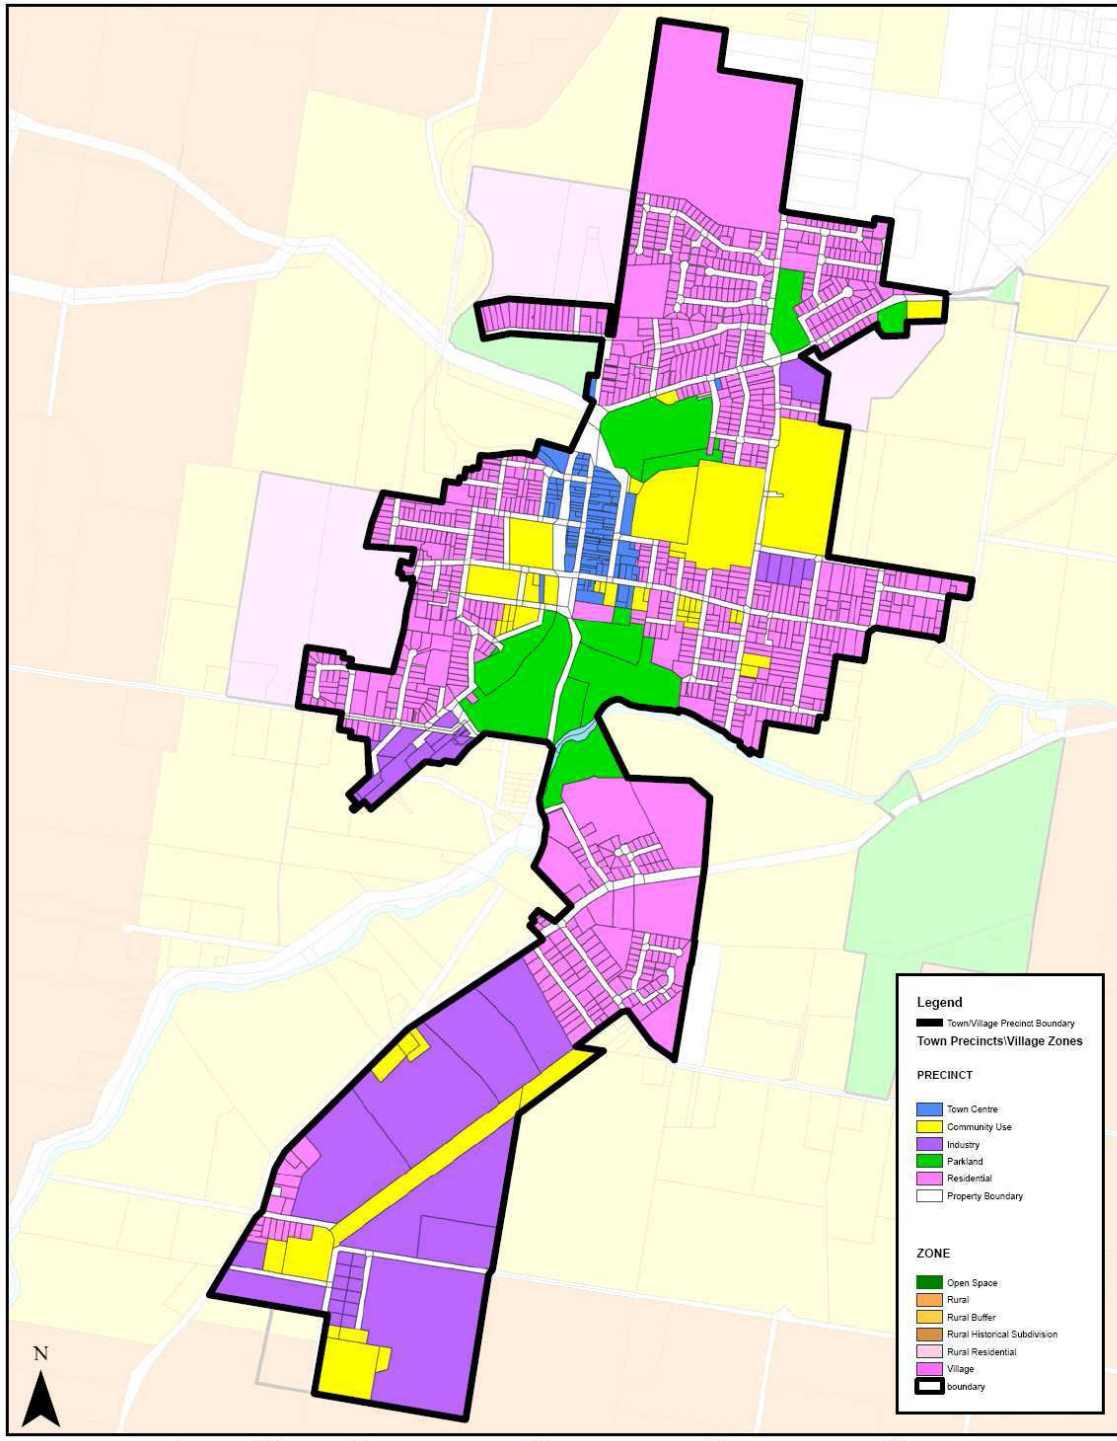 Legend
Town/Village Precinct Boundary
Town Precincts\Village Zones
PRECINCT
Town Centre
Community Use
Industry
Parkland
Residential
Property Boundary
ZONE
Open Space
Rural
Rural Buffer
Rural Historical Subdivision
Rural Residential
Village
boundary
N